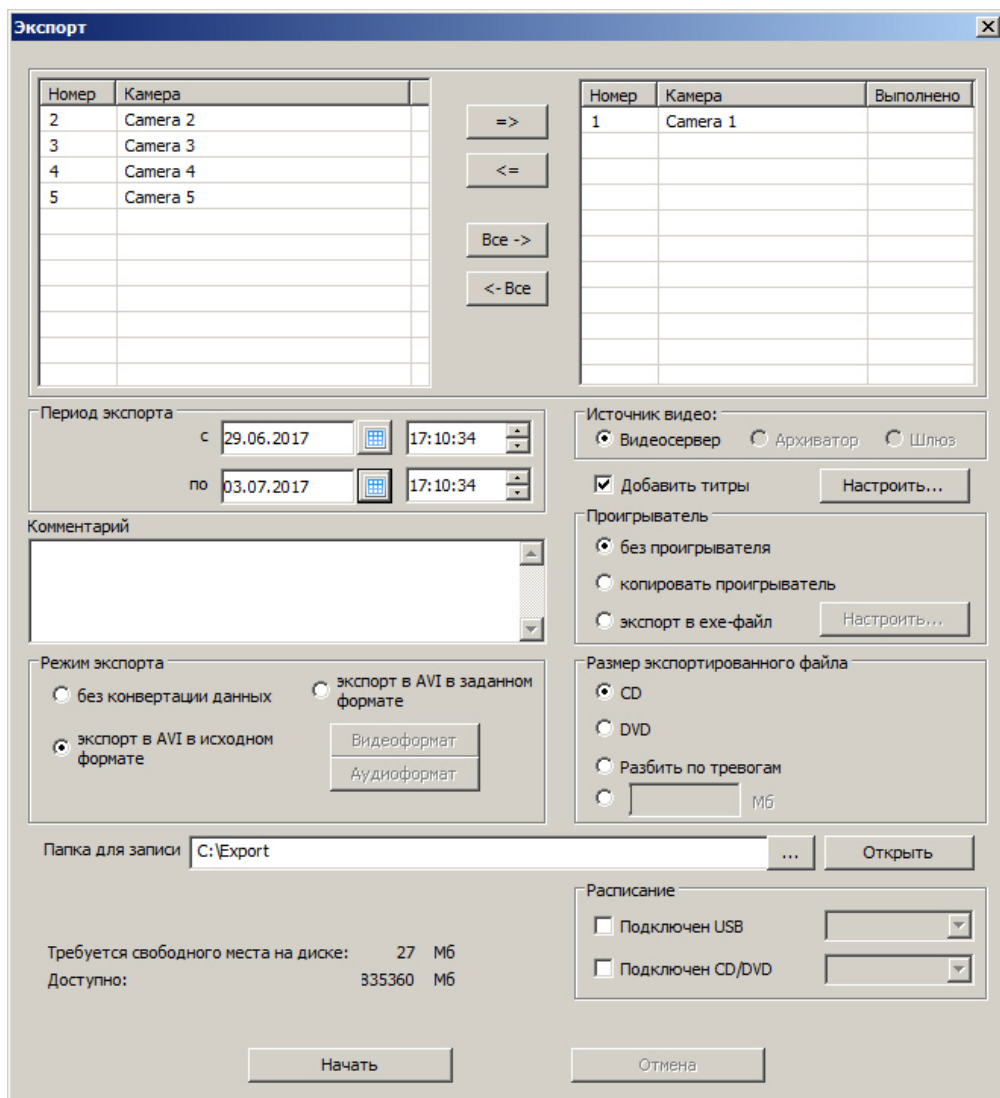 Экспорт
Номер Камера
2 Camera 2
3 Camera 3
4 Camera 4
5 Camera 5
=>
<=
Все ->
<- Все
Номер Камера Выполнено
1 Camera 1
Период экспорта
с 29.06.2017 17:10:34
по 03.07.2017 17:10:34
Источник видео:
Видеосервер Архиватор Шлюз
Добавить титры Настроить...
Комментарий
Проигрыватель
без проигрывателя
копировать проигрыватель
экспорт в exe-файл Настроить...
Режим экспорта
без конвертации данных
экспорт в AVI в заданном
формате
экспорт в AVI в исходном
формате
Видеоформат
Аудиоформат
Размер экспортированного файла
CD
DVD
Разбить по тревогам
Мб
Папка для записи C:\Export ... Открыть
Расписание
Подключен USB
Подключен CD/DVD
Требуется свободного места на диске: 27 Мб
Доступно: 335360 Мб
Начать Отмена